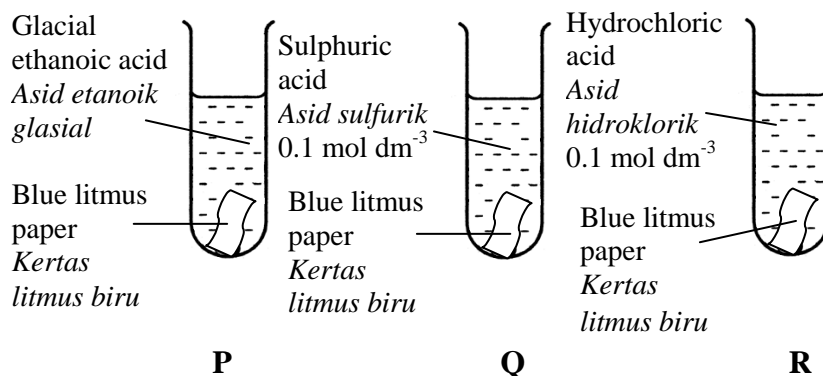 Glacial
ethanoic acid
Asid etanoik
glasial
Blue litmus
paper
Kertas
litmus biru
P
Sulphuric
acid
Asid sulfurik
0.1 mol dm⁻³
Blue litmus
paper
Kertas
litmus biru
Q
Hydrochloric
acid
Asid
hidroklorik
0.1 mol dm⁻³
Blue litmus
paper
Kertas
litmus biru
R